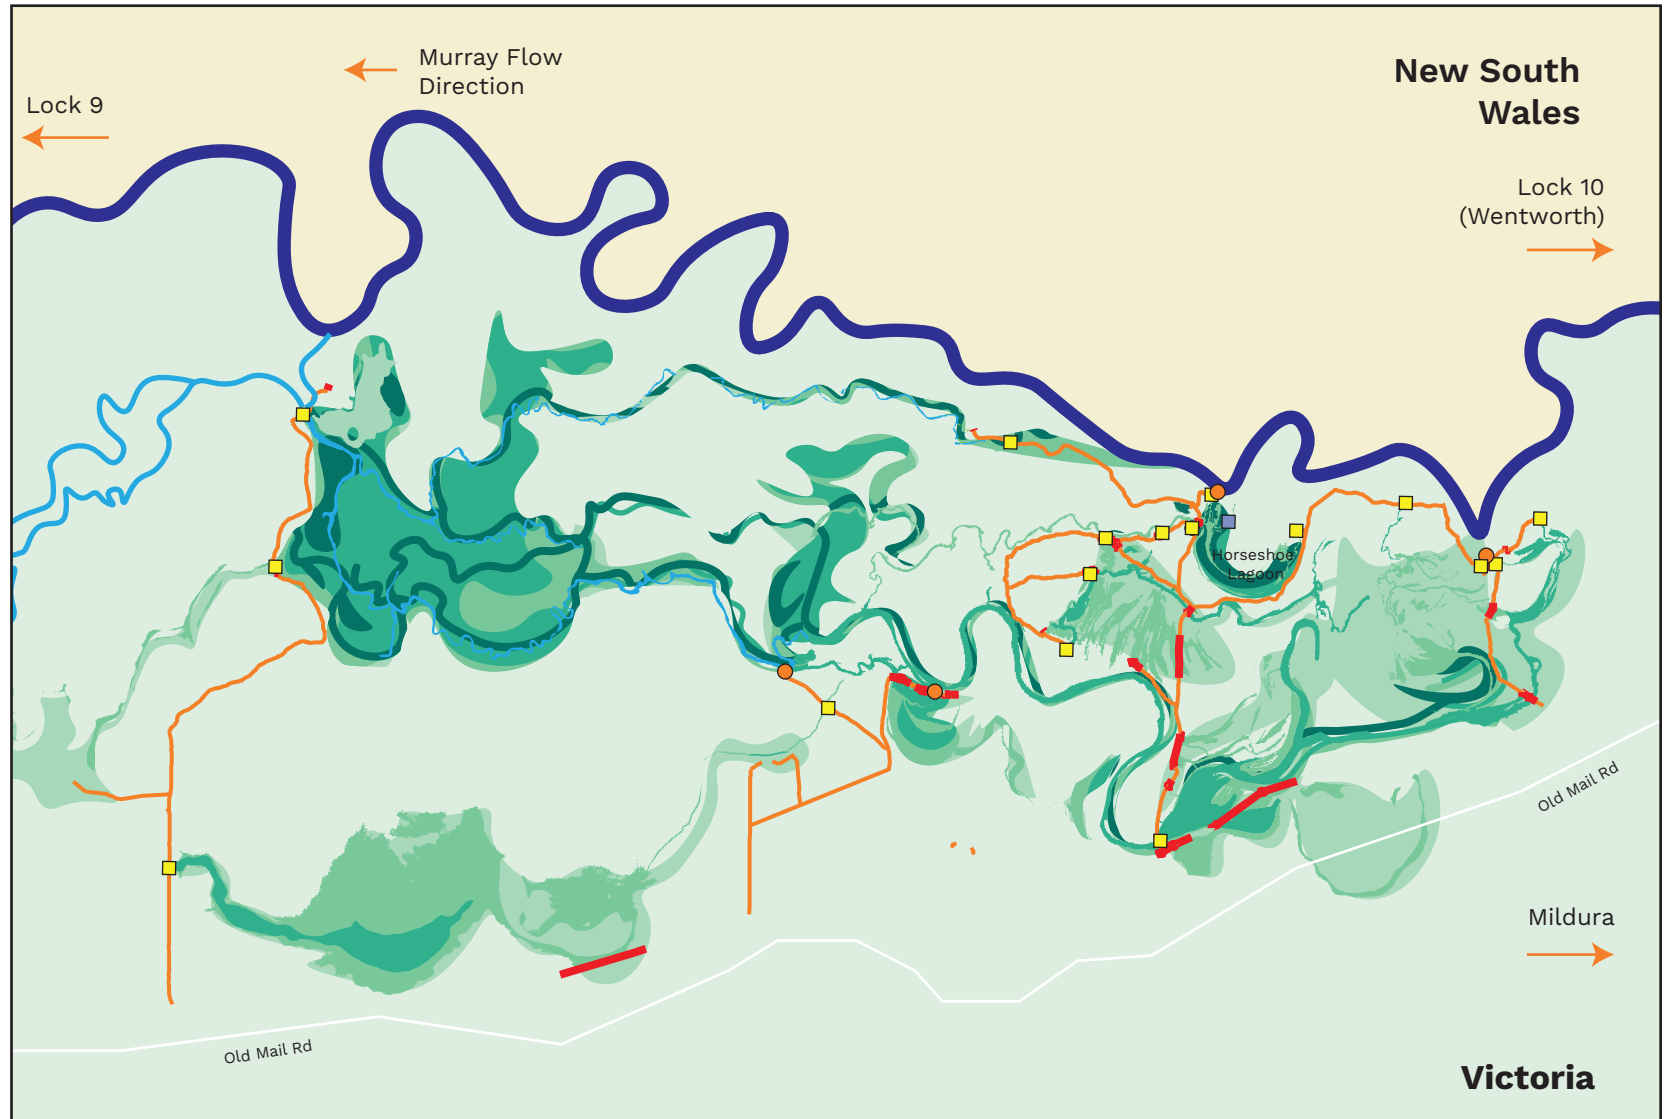 Murray Flow
Direction
New South
Wales
Lock 9
Lock 10
(Wentworth)
Horseshoe
Lagoon
Old Mail Rd
Mildura
Old Mail Rd
Victoria